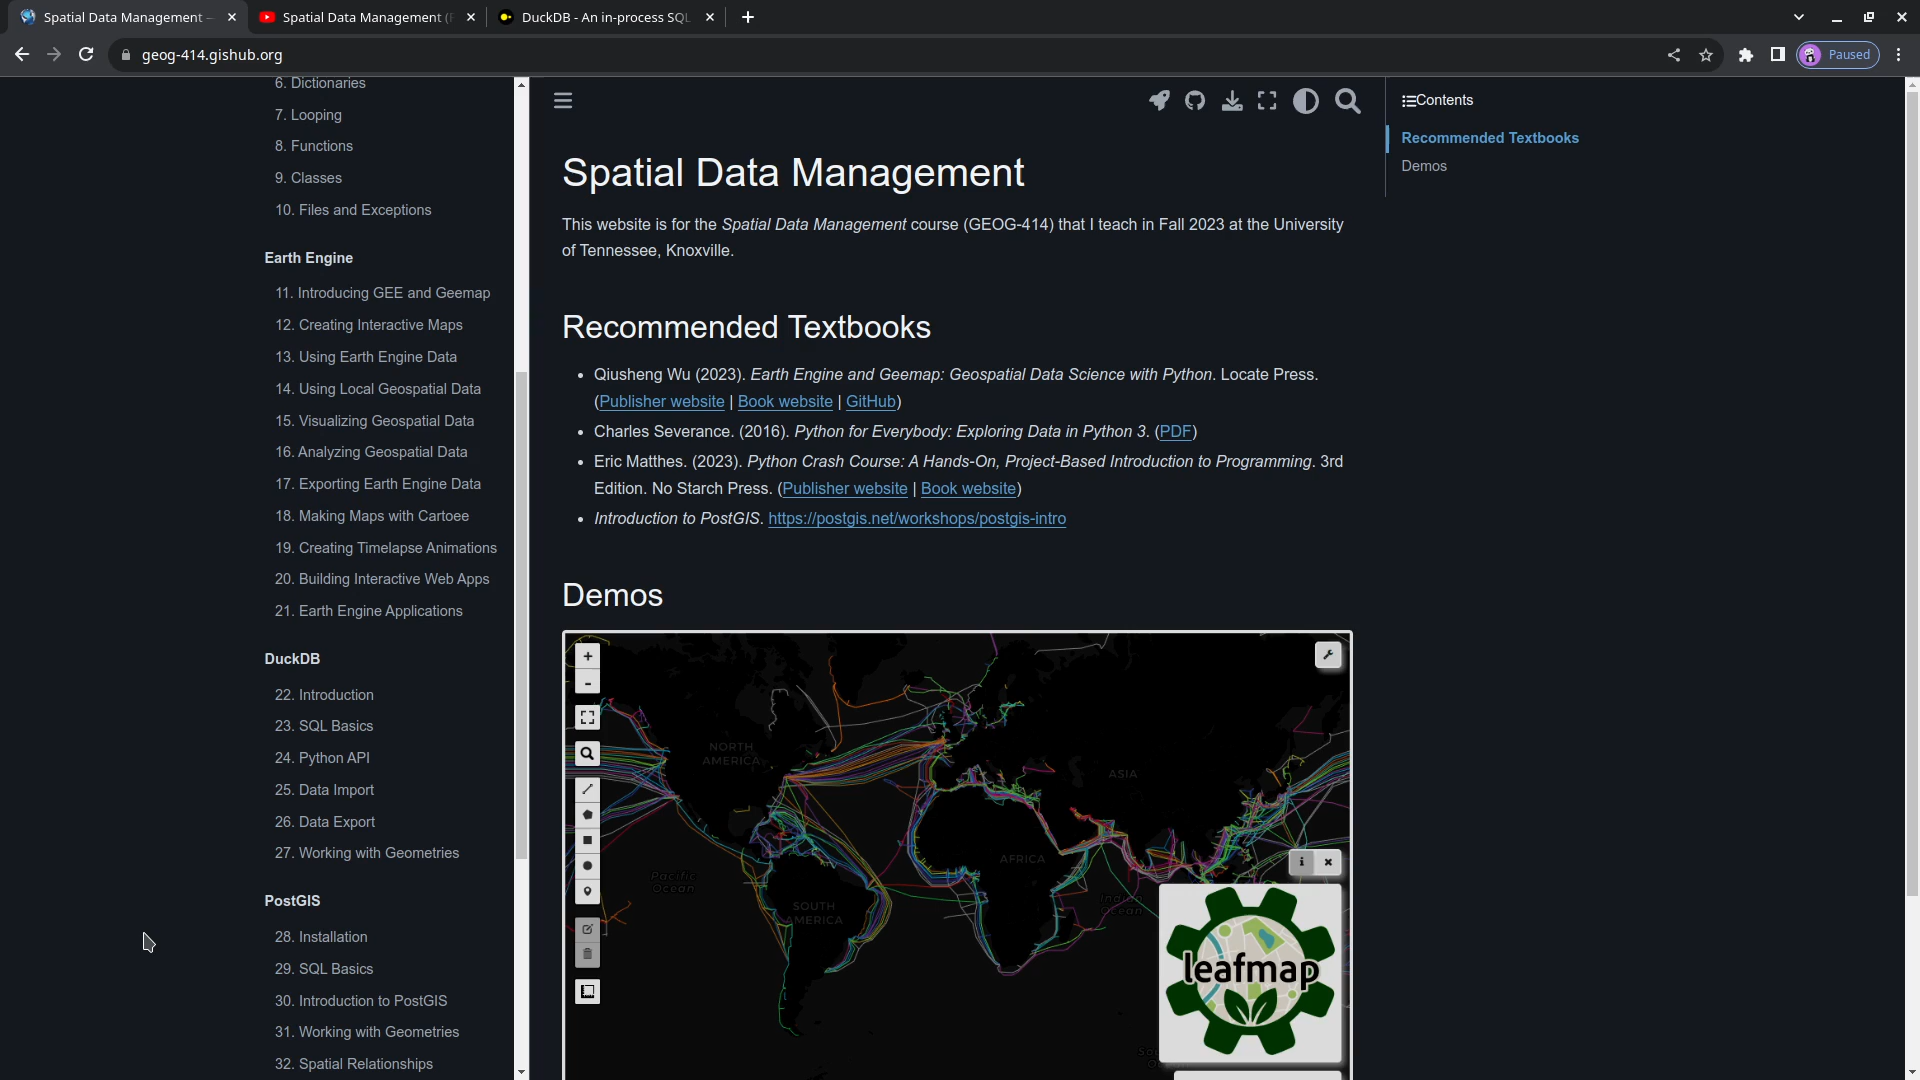 Spatial Data Management –
Spatial Data Management (F
DuckDB - An in-process SQL
geog-414.gishub.org
Paused
6. Dictionaries
7. Looping
8. Functions
9. Classes
10. Files and Exceptions
Earth Engine
11. Introducing GEE and Geemap
12. Creating Interactive Maps
13. Using Earth Engine Data
14. Using Local Geospatial Data
15. Visualizing Geospatial Data
16. Analyzing Geospatial Data
17. Exporting Earth Engine Data
18. Making Maps with Cartoee
19. Creating Timelapse Animations
20. Building Interactive Web Apps
21. Earth Engine Applications
DuckDB
22. Introduction
23. SQL Basics
24. Python API
25. Data Import
26. Data Export
27. Working with Geometries
PostGIS
28. Installation
29. SQL Basics
30. Introduction to PostGIS
31. Working with Geometries
32. Spatial Relationships
Spatial Data Management
This website is for the Spatial Data Management course (GEOG-414) that I teach in Fall 2023 at the University
of Tennessee, Knoxville.
Recommended Textbooks
• Qiusheng Wu (2023). Earth Engine and Geemap: Geospatial Data Science with Python. Locate Press.
(Publisher website | Book website | GitHub)
• Charles Severance. (2016). Python for Everybody: Exploring Data in Python 3. (PDF)
• Eric Matthes. (2023). Python Crash Course: A Hands-On, Project-Based Introduction to Programming. 3rd
Edition. No Starch Press. (Publisher website | Book website)
• Introduction to PostGIS. https://postgis.net/workshops/postgis-intro
Demos
+
-
NORTH
AMERICA
ASIA
AFRICA
Pacific
Ocean
SOUTH
AMERICA
Indian
Ocean
i
leafmap
Contents
Recommended Textbooks
Demos